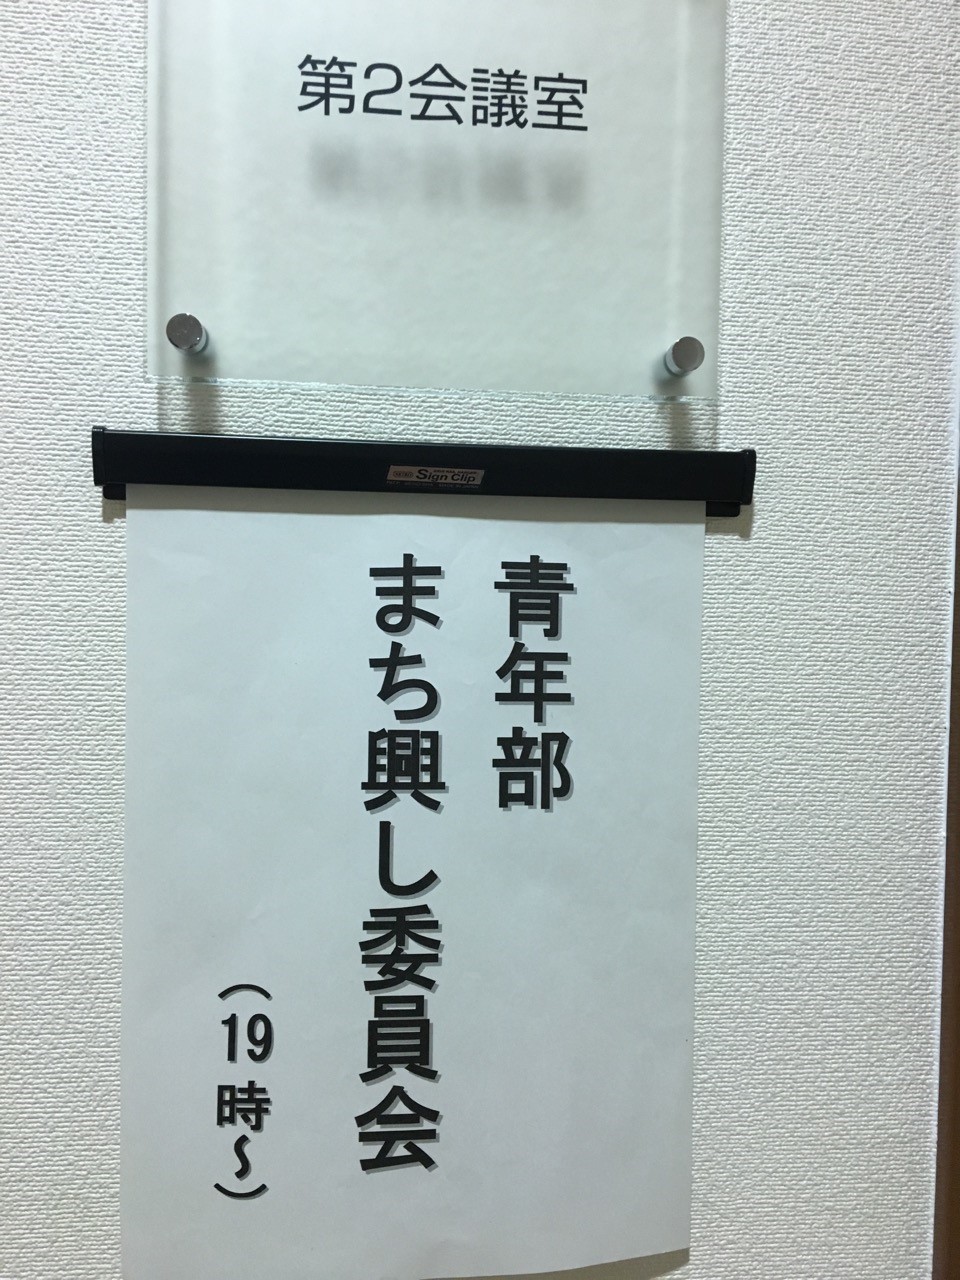 第2会議室
Sign Clip
青年部
まち興し委員会
（19時～）